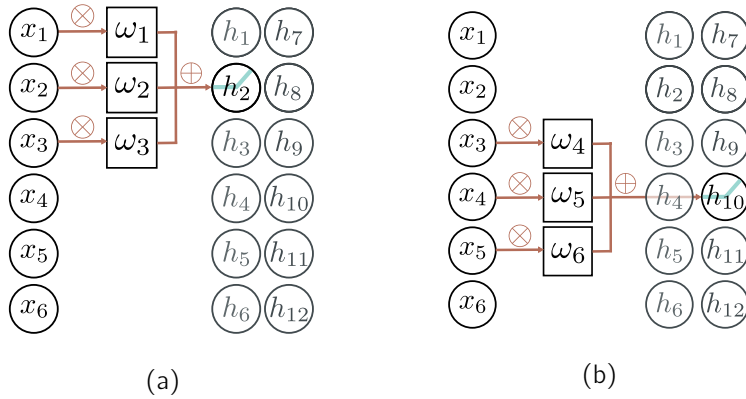 x₁ ⊗ ω₁ h₁ h₇
x₂ ⊗ ω₂ ⊕ h₂ h₈
x₃ ⊗ ω₃ h₃ h₉
x₄ h₄ h₁₀
x₅ h₅ h₁₁
x₆ h₆ h₁₂
(a)
x₁ h₁ h₇
x₂ h₂ h₈
x₃ ⊗ ω₄ h₃ h₉
x₄ ⊗ ω₅ ⊕ h₄ h₁₀
x₅ ⊗ ω₆ h₅ h₁₁
x₆ h₆ h₁₂
(b)